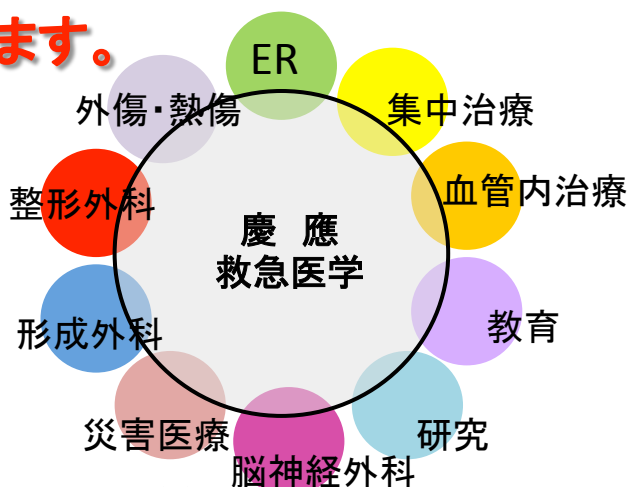 ます。
ER
外傷・熱傷
集中治療
整形外科
血管内治療
慶 應
救急医学
形成外科
教育
災害医療
研究
脳神経外科